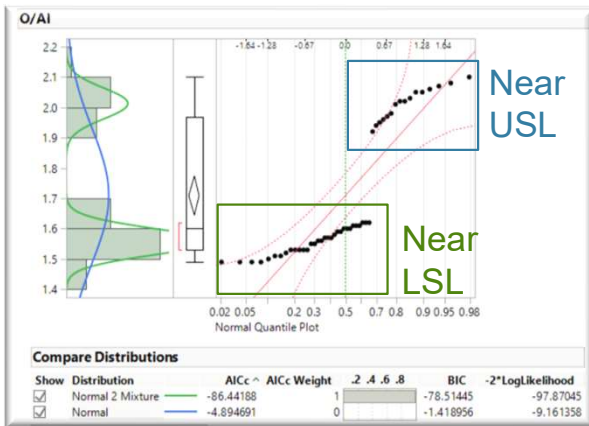 O/Al
-1.64 -1.28 -0.67 0.0 0.67 1.28 1.64
2.2
2.1
2.0
1.9
1.8
1.7
1.6
1.5
1.4
Near
USL
Near
LSL
0.02 0.05 0.2 0.3 0.5 0.7 0.8 0.9 0.95 0.98
Normal Quantile Plot
Compare Distributions
Show Distribution AICc ^ AICc Weight .2 .4 .6 .8 BIC -2*LogLikelihood
Normal 2 Mixture -86.44188 1 -78.51445 -97.87045
Normal -4.894691 0 -1.418956 -9.161358